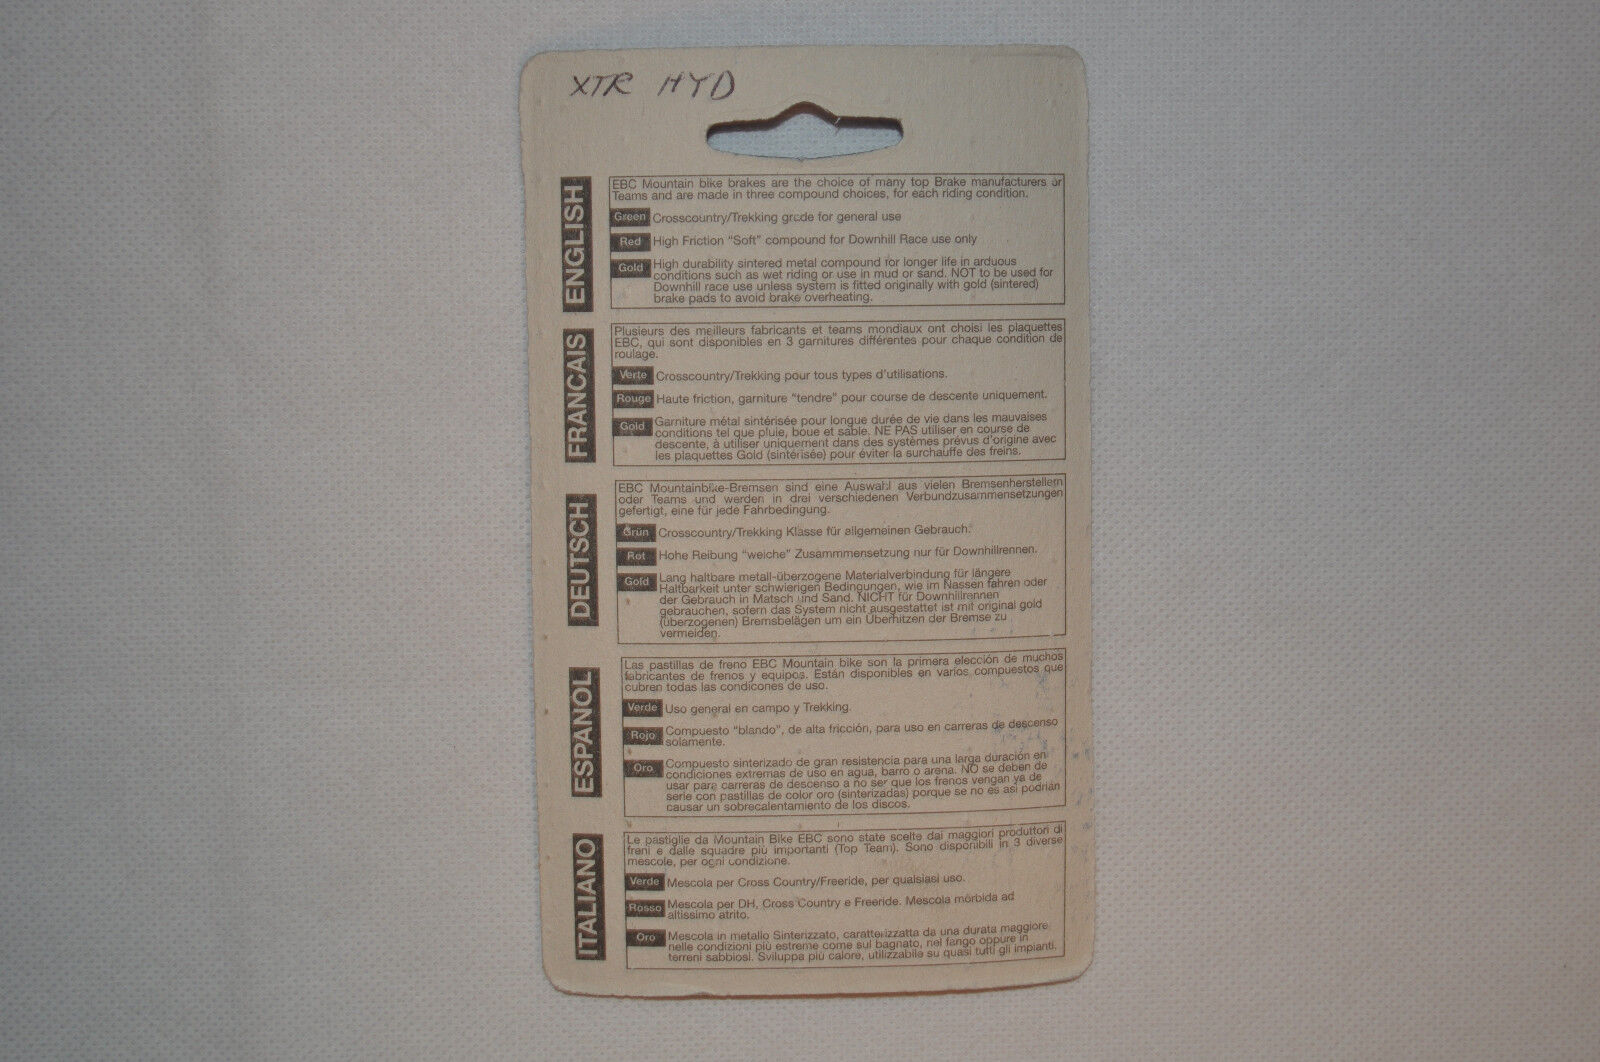 XTR HYD
ENGLISH
EBC Mountain bike brakes are the choice of many top Brake manufacturers or
Teams and are made in three compound choices, for each riding condition.
Green Crosscountry/Trekking grade for general use
Red High Friction "Soft" compound for Downhill Race use only
Gold High durability sintered metal compound for longer life in arduous
conditions such as wet riding or use in mud or sand. NOT to be used for
Downhill race use unless system is fitted originally with gold (sintered)
brake pads to avoid brake overheating.
FRANCAIS
Plusieurs des meilleurs fabricants et teams mondiaux ont choisi les plaquettes
EBC, qui sont disponibles en 3 garnitures différentes pour chaque condition de
roulage.
Verte Crosscountry/Trekking pour tous types d'utilisations.
Rouge Haute friction, garniture "tendre" pour course de descente uniquement.
Gold Garniture métal sintérisée pour longue durée de vie dans les mauvaises
conditions tel que pluie, boue et sable. NE PAS utiliser en course de
descente, à utiliser uniquement dans des systèmes prévus d'origine avec
les plaquettes Gold (sintérisée) pour éviter la surchauffe des freins.
DEUTSCH
EBC Mountainbike-Bremsen sind eine Auswahl aus vielen Bremsenherstellern
oder Teams und werden in drei verschiedenen Verbundzusammensetzungen
gefertigt, eine für jede Fahrbedingung.
Grün Crosscountry/Trekking Klasse für allgemeinen Gebrauch.
Rot Hohe Reibung "weiche" Zusammmensetzung nur für Downhillrennen.
Gold Lang haltbare metall-überzogene Materialverbindung für längere
Haltbarkeit unter schwierigen Bedingungen, wie im Nassen fahren oder
der Gebrauch in Matsch und Sand. NICHT für Downhillrennen
gebrauchen, sofern das System nicht ausgestattet ist mit original gold
(überzogenen) Bremsbelägen um ein Überhitzen der Bremse zu
vermeiden.
ESPANOL
Las pastillas de freno EBC Mountain bike son la primera elección de muchos
fabricantes de frenos y equipos. Están disponibles en varios compuestos que
cubren todas las condicones de uso.
Verde Uso general en campo y Trekking.
Rojo Compuesto "blando", de alta fricción, para uso en carreras de descenso
solamente.
Oro Compuesto sinterizado de gran resistencia para una larga duración en
condiciones extremas de uso en agua, barro o arena. NO se deben de
usar para carreras de descenso a no ser que los frenos vengan ya de
serie con pastillas de color oro (sinterizadas) porque se no es asi podrian
causar un sobrecalentamiento de los discos.
ITALIANO
Le pastiglie da Mountain Bike EBC sono state scelte dai maggiori produttori di
freni e dalle squadre più importanti (Top Team). Sono disponibili in 3 diverse
mescole, per ogni condizione.
Verde Mescola per Cross Country/Freeride, per qualsiasi uso.
Rosso Mescola per DH, Cross Country e Freeride. Mescola morbida ad
altissimo atrito.
Oro Mescola in metallo Sinterizzato, caratterizzata da una durata maggiore
nelle condizioni più estreme come sul bagnato, nel fango oppure in
terreni sabbiosi. Sviluppa più calore, utilizzabile su quasi tutti gli impianti.